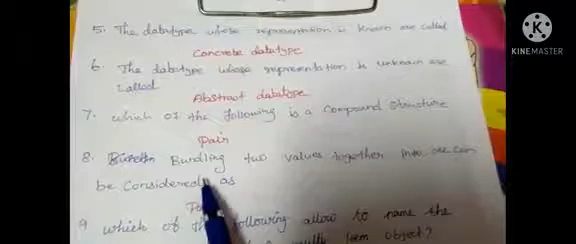 KINEMASTER
5. The datatype whose representation is known are called
Concrete datatype
6. The datatype whose representation is unknown are
called
Abstract datatype
7. Which of the following is a Compound structure
Pair
8. Bundling two values together into one can
be considered as
9 which of the following allow to name the
object?